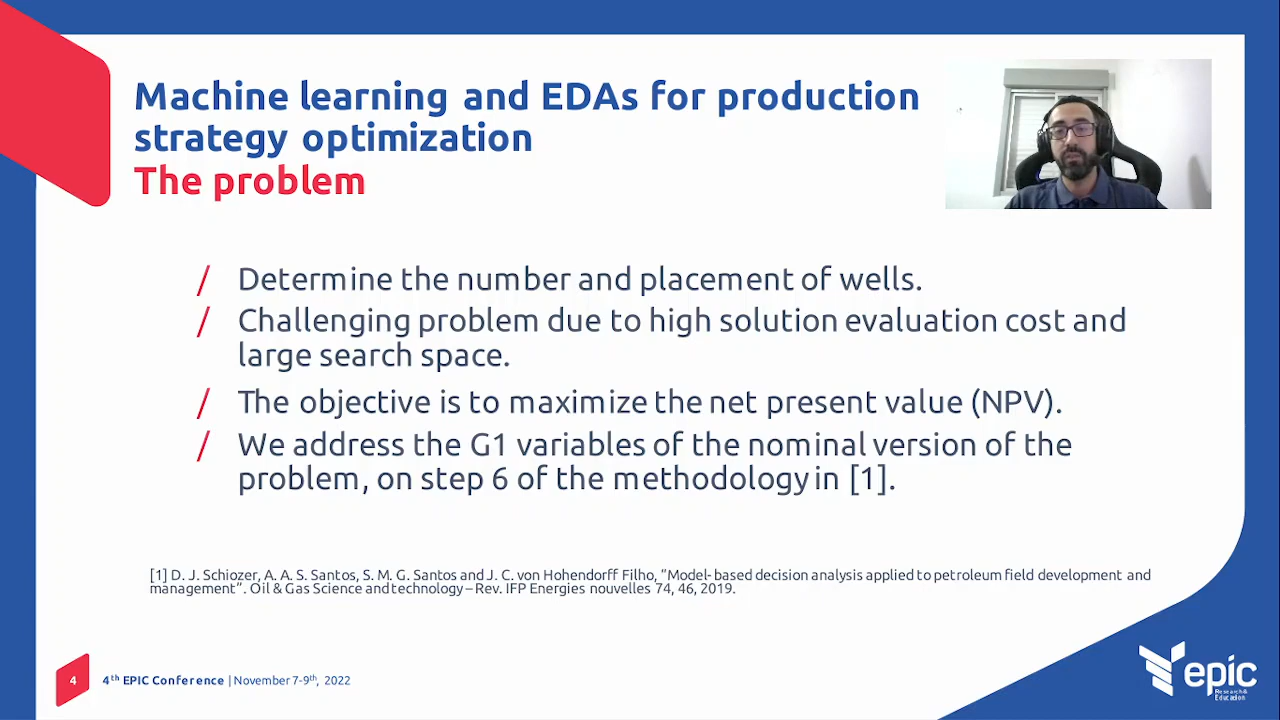 Machine learning and EDAs for production
strategy optimization
The problem
/ Determine the number and placement of wells.
/ Challenging problem due to high solution evaluation cost and
large search space.
/ The objective is to maximize the net present value (NPV).
/ We address the G1 variables of the nominal version of the
problem, on step 6 of the methodology in [1].
[1] D. J. Schiozer, A. A. S. Santos, S. M. G. Santos and J. C. von Hohendorff Filho, “Model-based decision analysis applied to petroleum field development and
management”. Oil & Gas Science and technology – Rev. IFP Energies nouvelles 74, 46, 2019.
4 4th EPIC Conference | November 7-9th, 2022
epic
Research &
Education